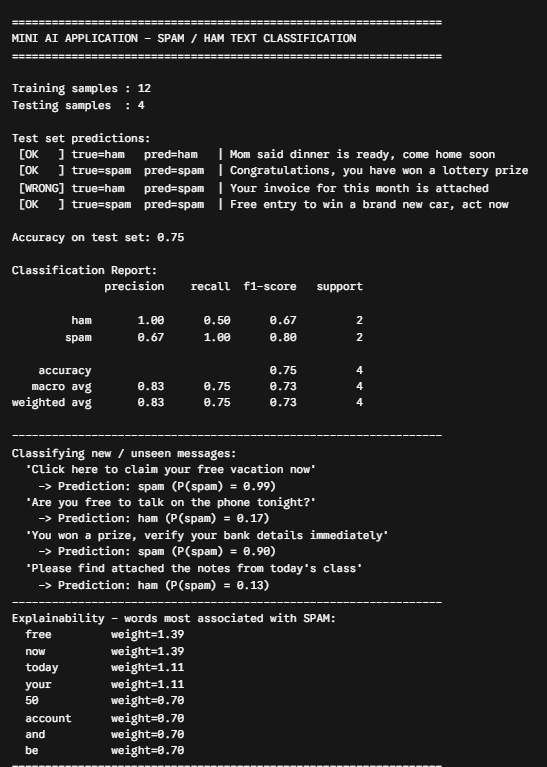 =================================================================
MINI AI APPLICATION - SPAM / HAM TEXT CLASSIFICATION
=================================================================
Training samples : 12
Testing samples  : 4
Test set predictions:
 [OK   ] true=ham   pred=ham   | Mom said dinner is ready, come home soon
 [OK   ] true=spam  pred=spam  | Congratulations, you have won a lottery prize
 [WRONG] true=ham   pred=spam  | Your invoice for this month is attached
 [OK   ] true=spam  pred=spam  | Free entry to win a brand new car, act now
Accuracy on test set: 0.75
Classification Report:
              precision    recall  f1-score   support
         ham       1.00      0.50      0.67         2
        spam       0.67      1.00      0.80         2
    accuracy                           0.75         4
   macro avg       0.83      0.75      0.73         4
weighted avg       0.83      0.75      0.73         4
-----------------------------------------------------------------
Classifying new / unseen messages:
  'Click here to claim your free vacation now'
    -> Prediction: spam (P(spam) = 0.99)
  'Are you free to talk on the phone tonight?'
    -> Prediction: ham (P(spam) = 0.17)
  'You won a prize, verify your bank details immediately'
    -> Prediction: spam (P(spam) = 0.90)
  'Please find attached the notes from today's class'
    -> Prediction: ham (P(spam) = 0.13)
-----------------------------------------------------------------
Explainability - words most associated with SPAM:
  free         weight=1.39
  now          weight=1.39
  today        weight=1.11
  your         weight=1.11
  50           weight=0.70
  account      weight=0.70
  and          weight=0.70
  be           weight=0.70
=================================================================